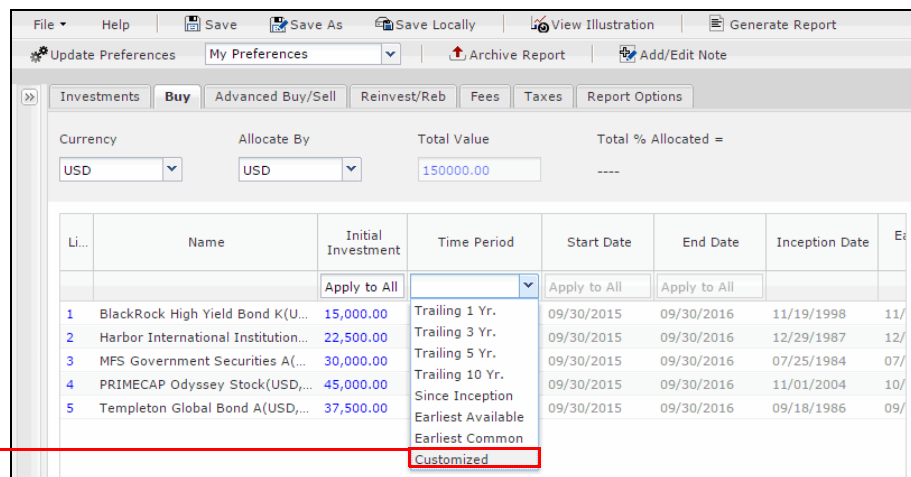 File Help Save Save As Save Locally View Illustration Generate Report
Update Preferences My Preferences Archive Report Add/Edit Note
Investments Buy Advanced Buy/Sell Reinvest/Reb Fees Taxes Report Options
Currency Allocate By Total Value Total % Allocated =
USD USD 150000.00 ----
Li... Name Initial Investment Time Period Start Date End Date Inception Date
Apply to All Apply to All Apply to All
1 BlackRock High Yield Bond K(U... 15,000.00 Trailing 1 Yr. 09/30/2015 09/30/2016 11/19/1998 11/
2 Harbor International Institution... 22,500.00 Trailing 3 Yr. 09/30/2015 09/30/2016 12/29/1987 12/
3 MFS Government Securities A(... 30,000.00 Trailing 5 Yr. 09/30/2015 09/30/2016 07/25/1984 07/
Trailing 10 Yr.
4 PRIMECAP Odyssey Stock(USD,... 45,000.00 Since Inception 09/30/2015 09/30/2016 11/01/2004 10/
5 Templeton Global Bond A(USD,... 37,500.00 Earliest Available 09/30/2015 09/30/2016 09/18/1986 09/
Earliest Common
Customized